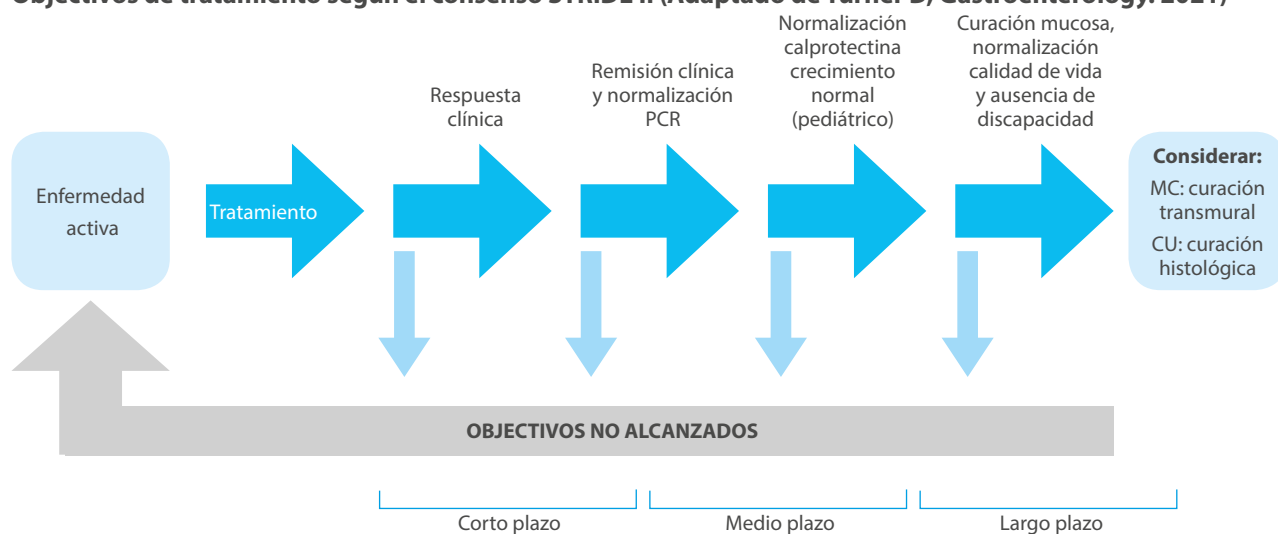 Objectivos de tratamiento según el consenso STRIDE II. (Adaptado de Turner D, Gastroenterology. 2021)
Enfermedad
activa
Tratamiento
Respuesta
clínica
Remisión clínica
y normalización
PCR
Normalización
calprotectina
crecimiento
normal
(pediátrico)
Curación mucosa,
normalización
calidad de vida
y ausencia de
discapacidad
Considerar:
MC: curación
transmural
CU: curación
histológica
OBJECTIVOS NO ALCANZADOS
Corto plazo
Medio plazo
Largo plazo